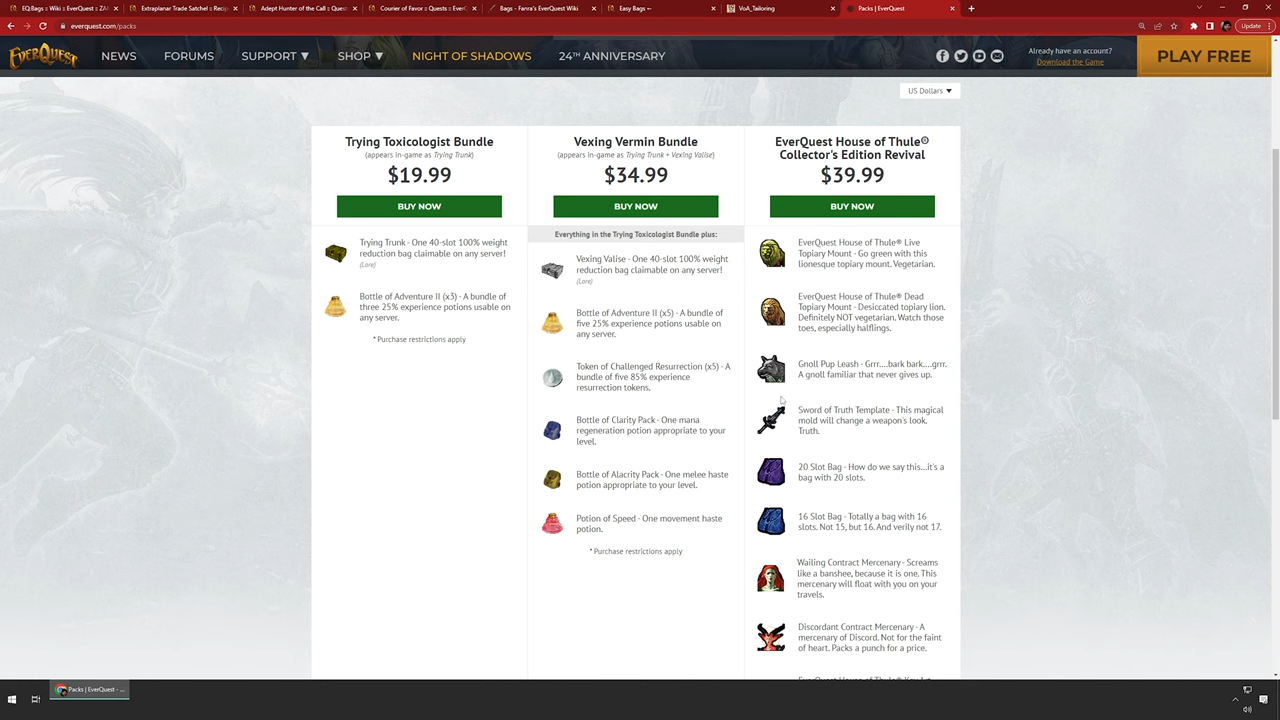 EQ:Bags :: Wiki :: EverQuest :: ZA
Extraplanar Trade Satchel :: Recip
Adept Hunter of the Call :: Quest
Courier of Favor :: Quests :: Ever
Bags - Fanra's EverQuest Wiki
Easy Bags ←
VoA_Tailoring
Packs | EverQuest
everquest.com/packs
Update
EVERQUEST
NEWS
FORUMS
SUPPORT ▼
SHOP ▼
NIGHT OF SHADOWS
24TH ANNIVERSARY
Already have an account?
Download the Game
PLAY FREE
US Dollars ▼
Trying Toxicologist Bundle
(appears in-game as Trying Trunk)
$19.99
BUY NOW
Trying Trunk - One 40-slot 100% weight
reduction bag claimable on any server!
(Lore)
Bottle of Adventure II (x3) - A bundle of
three 25% experience potions usable on
any server.
* Purchase restrictions apply
Vexing Vermin Bundle
(appears in-game as Trying Trunk + Vexing Valise)
$34.99
BUY NOW
Everything in the Trying Toxicologist Bundle plus:
Vexing Valise - One 40-slot 100% weight
reduction bag claimable on any server!
(Lore)
Bottle of Adventure II (x5) - A bundle of
five 25% experience potions usable on
any server.
Token of Challenged Resurrection (x5) - A
bundle of five 85% experience
resurrection tokens.
Bottle of Clarity Pack - One mana
regeneration potion appropriate to your
level.
Bottle of Alacrity Pack - One melee haste
potion appropriate to your level.
Potion of Speed - One movement haste
potion.
* Purchase restrictions apply
EverQuest House of Thule®
Collector's Edition Revival
$39.99
BUY NOW
EverQuest House of Thule® Live
Topiary Mount - Go green with this
lionesque topiary mount. Vegetarian.
EverQuest House of Thule® Dead
Topiary Mount - Desiccated topiary lion.
Definitely NOT vegetarian. Watch those
toes, especially halflings.
Gnoll Pup Leash - Grrr....bark bark....grrr.
A gnoll familiar that never gives up.
Sword of Truth Template - This magical
mold will change a weapon's look.
Truth.
20 Slot Bag - How do we say this...it's a
bag with 20 slots.
16 Slot Bag - Totally a bag with 16
slots. Not 15, but 16. And verily not 17.
Wailing Contract Mercenary - Screams
like a banshee, because it is one. This
mercenary will float with you on your
travels.
Discordant Contract Mercenary - A
mercenary of Discord. Not for the faint
of heart. Packs a punch for a price.
EverQuest House of Thule® Key Art
Packs | EverQuest - ...